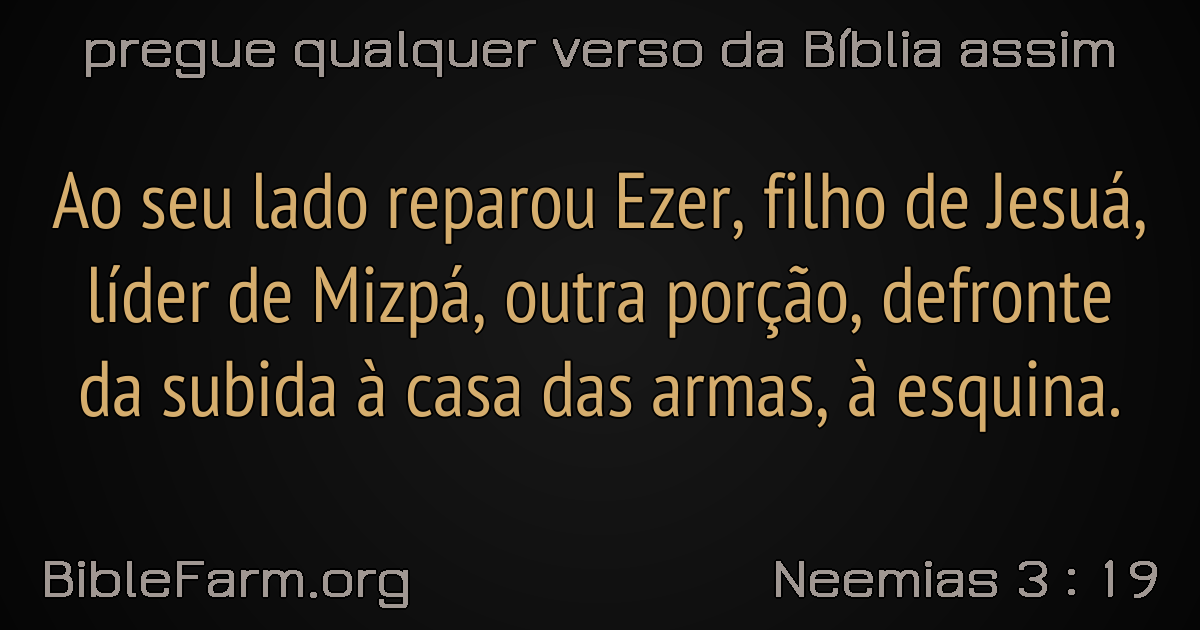 pregue qualquer verso da Bíblia assim
Ao seu lado reparou Ezer, filho de Jesuá,
líder de Mizpá, outra porção, defronte
da subida à casa das armas, à esquina.
BibleFarm.org
Neemias 3 : 19